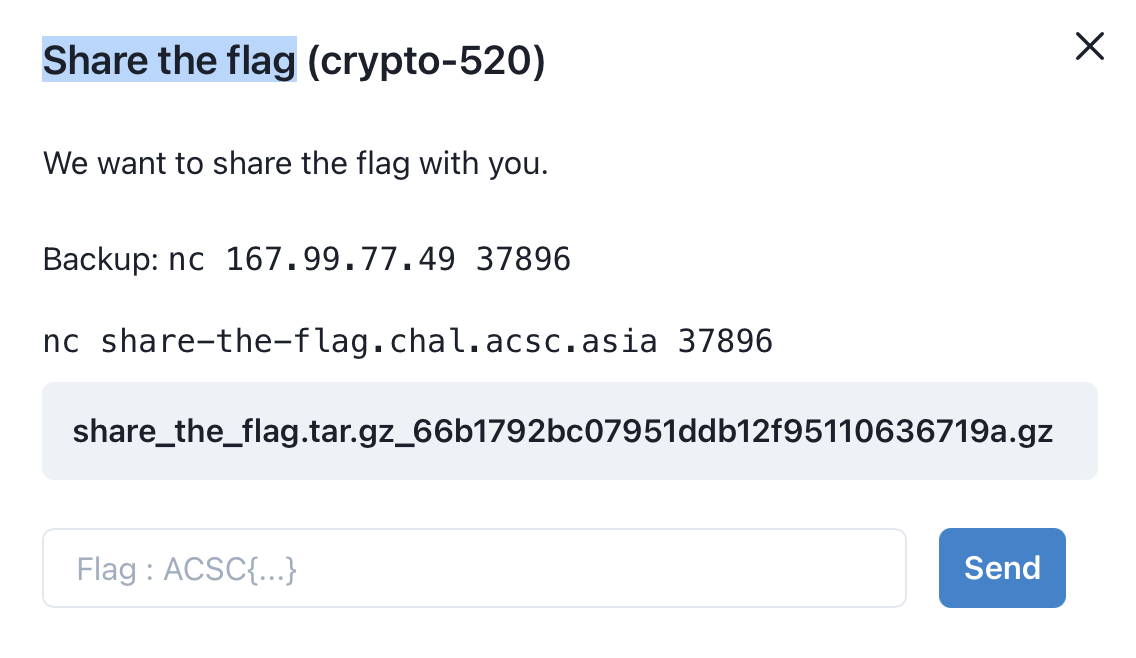 Share the flag (crypto-520)
We want to share the flag with you.
Backup: nc 167.99.77.49 37896
nc share-the-flag.chal.acsc.asia 37896
share_the_flag.tar.gz_66b1792bc07951ddb12f95110636719a.gz
Flag : ACSC{...}
Send